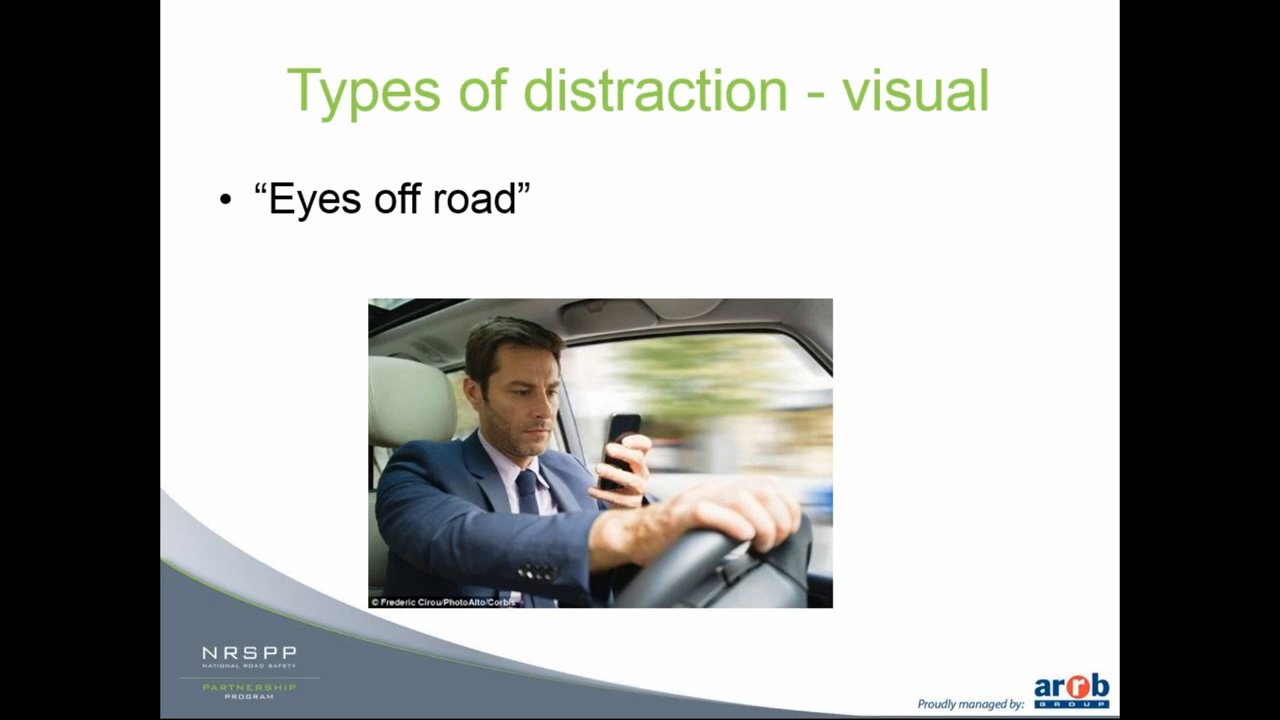 Types of distraction - visual
• “Eyes off road”
© Frederic Cirou/PhotoAlto/Corbis
NRSPP
NATIONAL ROAD SAFETY
PARTNERSHIP
PROGRAM
Proudly managed by:
arrb
GROUP